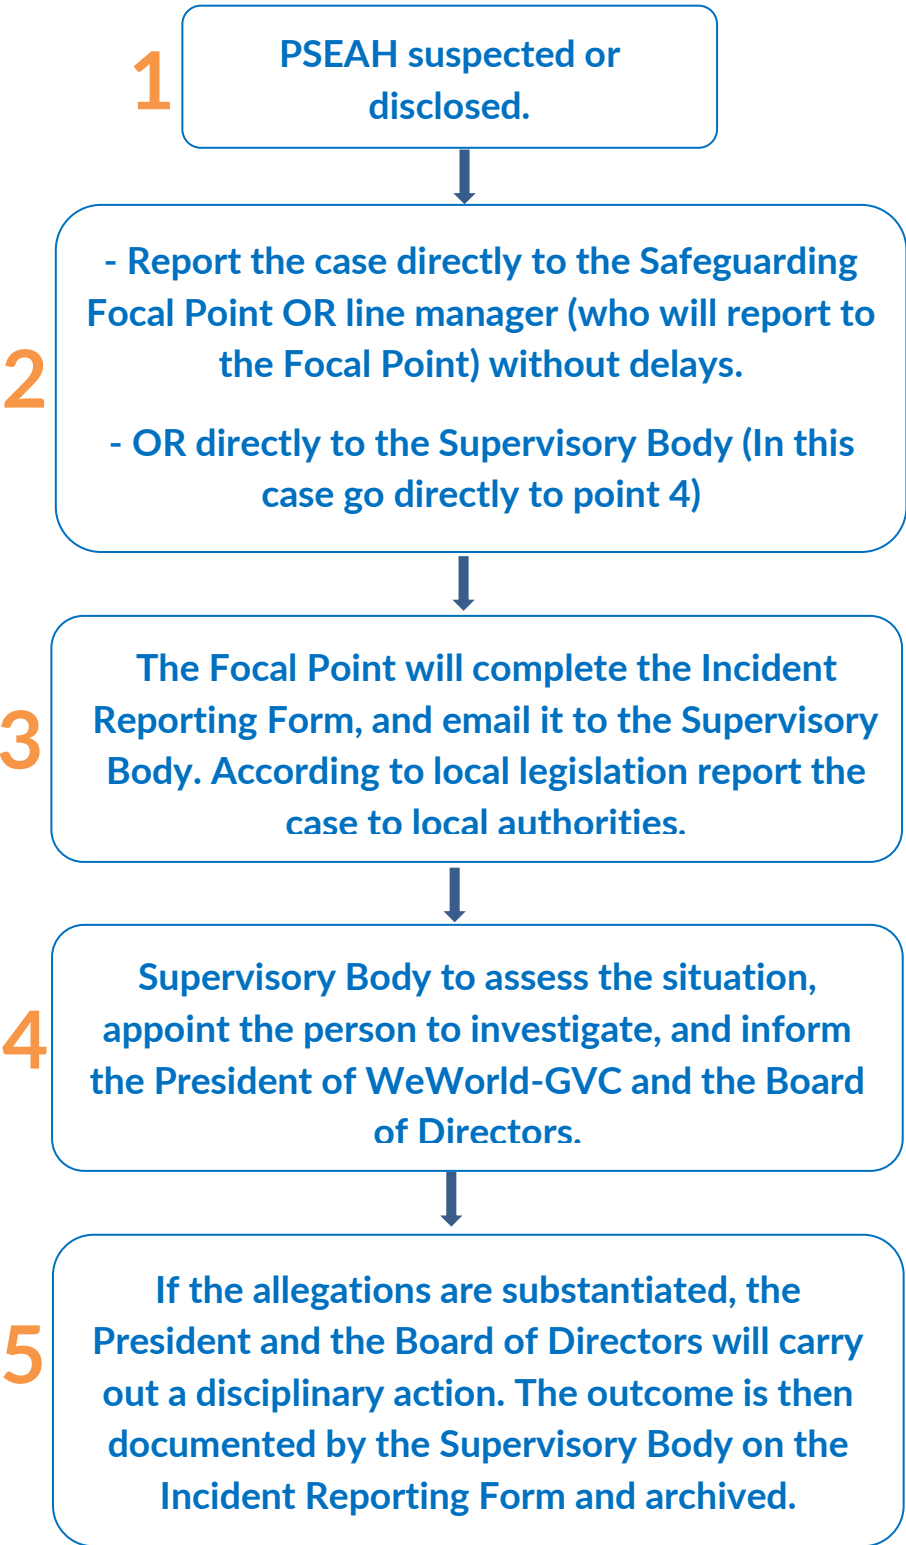 1
PSEAH suspected or
disclosed.
2
- Report the case directly to the Safeguarding
Focal Point OR line manager (who will report to
the Focal Point) without delays.
- OR directly to the Supervisory Body (In this
case go directly to point 4)
3
The Focal Point will complete the Incident
Reporting Form, and email it to the Supervisory
Body. According to local legislation report the
case to local authorities.
4
Supervisory Body to assess the situation,
appoint the person to investigate, and inform
the President of WeWorld-GVC and the Board
of Directors.
5
If the allegations are substantiated, the
President and the Board of Directors will carry
out a disciplinary action. The outcome is then
documented by the Supervisory Body on the
Incident Reporting Form and archived.